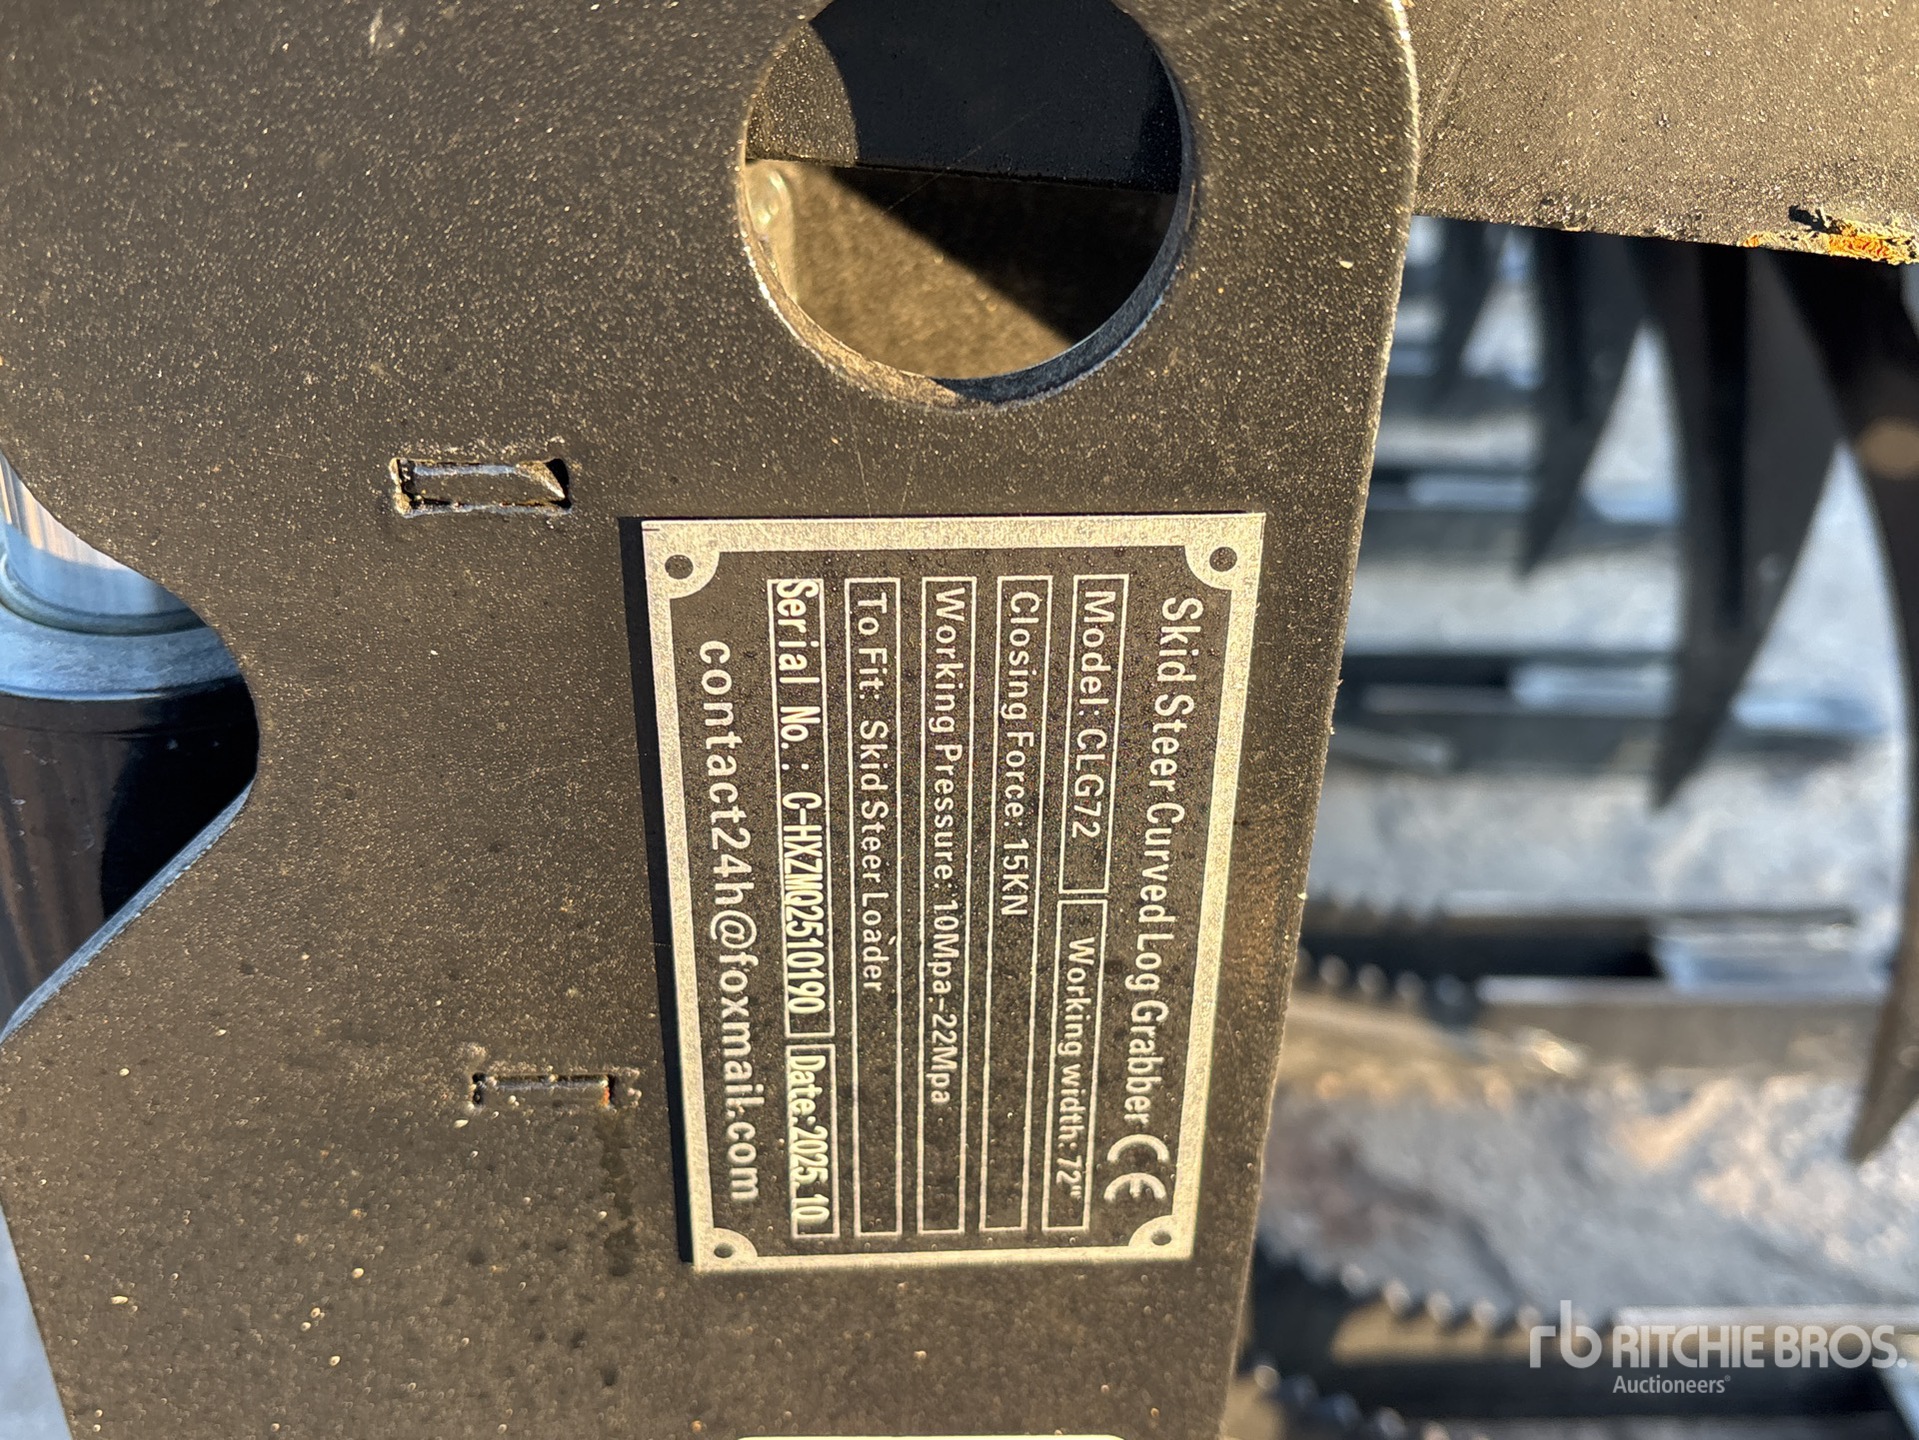 Skid Steer Curved Log Grabber CE
Model: CLG72 Working width: 72"
Closing Force: 15KN
Working Pressure: 10Mpa-22Mpa
To Fit: Skid Steer Loader
Serial No.: C-HXZMQ2510190 Date:2025.10
contact24h@foxmail.com
rb RITCHIE BROS.
Auctioneers®